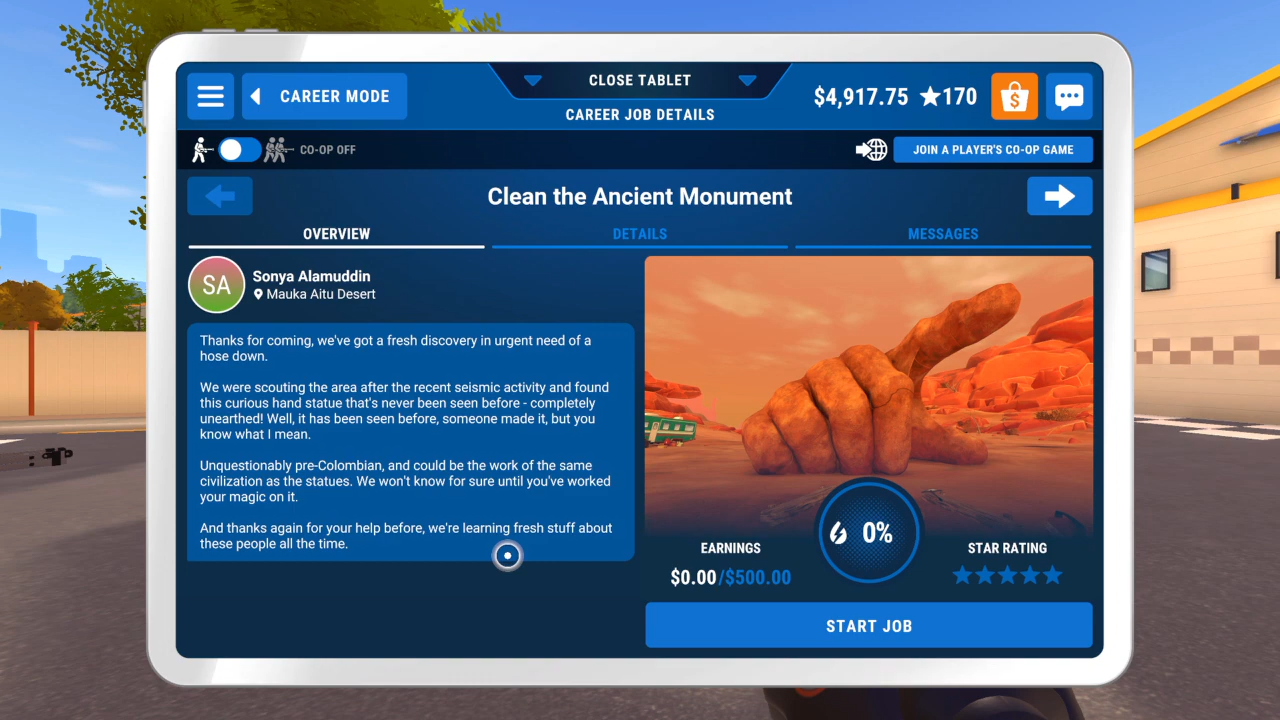 CLOSE TABLET
CAREER MODE
$4,917.75 ★170
CAREER JOB DETAILS
CO-OP OFF
JOIN A PLAYER'S CO-OP GAME
Clean the Ancient Monument
OVERVIEW
DETAILS
MESSAGES
SA
Sonya Alamuddin
Mauka Aitu Desert
Thanks for coming, we've got a fresh discovery in urgent need of a
hose down.
We were scouting the area after the recent seismic activity and found
this curious hand statue that's never been seen before - completely
unearthed! Well, it has been seen before, someone made it, but you
know what I mean.
Unquestionably pre-Colombian, and could be the work of the same
civilization as the statues. We won't know for sure until you've worked
your magic on it.
And thanks again for your help before, we're learning fresh stuff about
these people all the time.
0%
EARNINGS
$0.00/$500.00
STAR RATING
START JOB